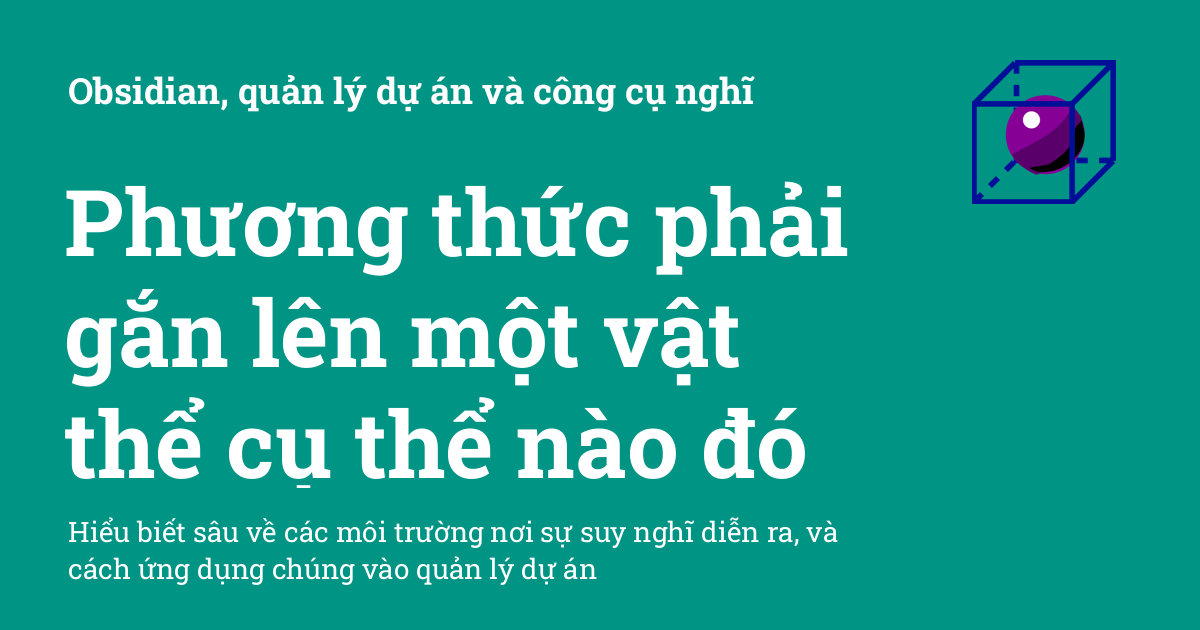 Obsidian, quản lý dự án và công cụ nghĩ
Phương thức phải
gắn lên một vật
thể cụ thể nào đó
Hiểu biết sâu về các môi trường nơi sự suy nghĩ diễn ra, và
cách ứng dụng chúng vào quản lý dự án